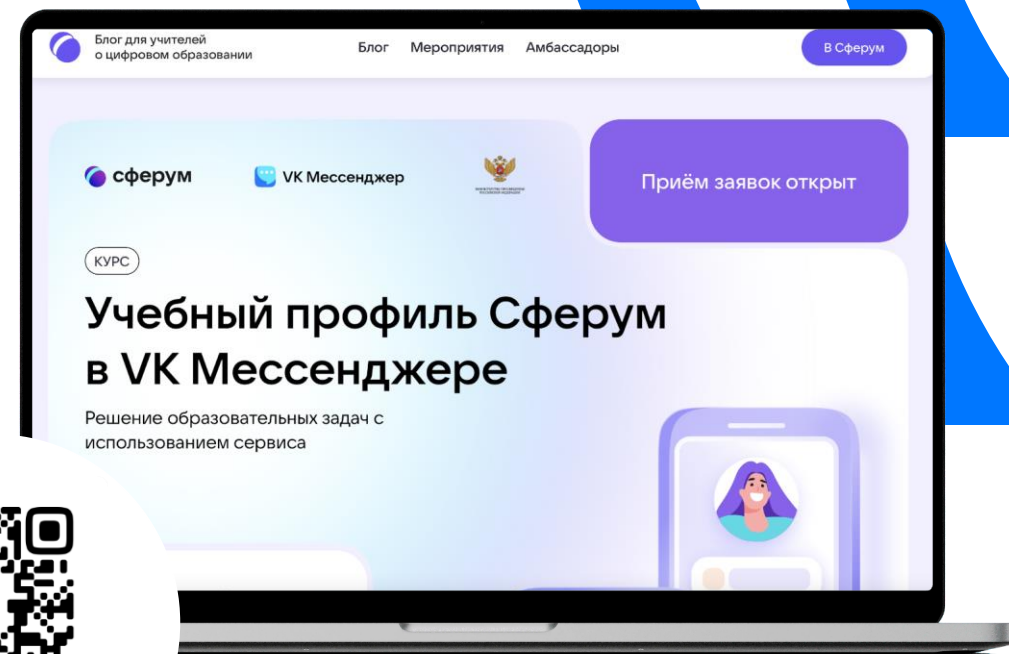 Блог для учителей
о цифровом образовании
Блог Мероприятия Амбассадоры
В Сферум
сферум
VK Мессенджер
Приём заявок открыт
КУРС
Учебный профиль Сферум
в VK Мессенджере
Решение образовательных задач с
использованием сервиса